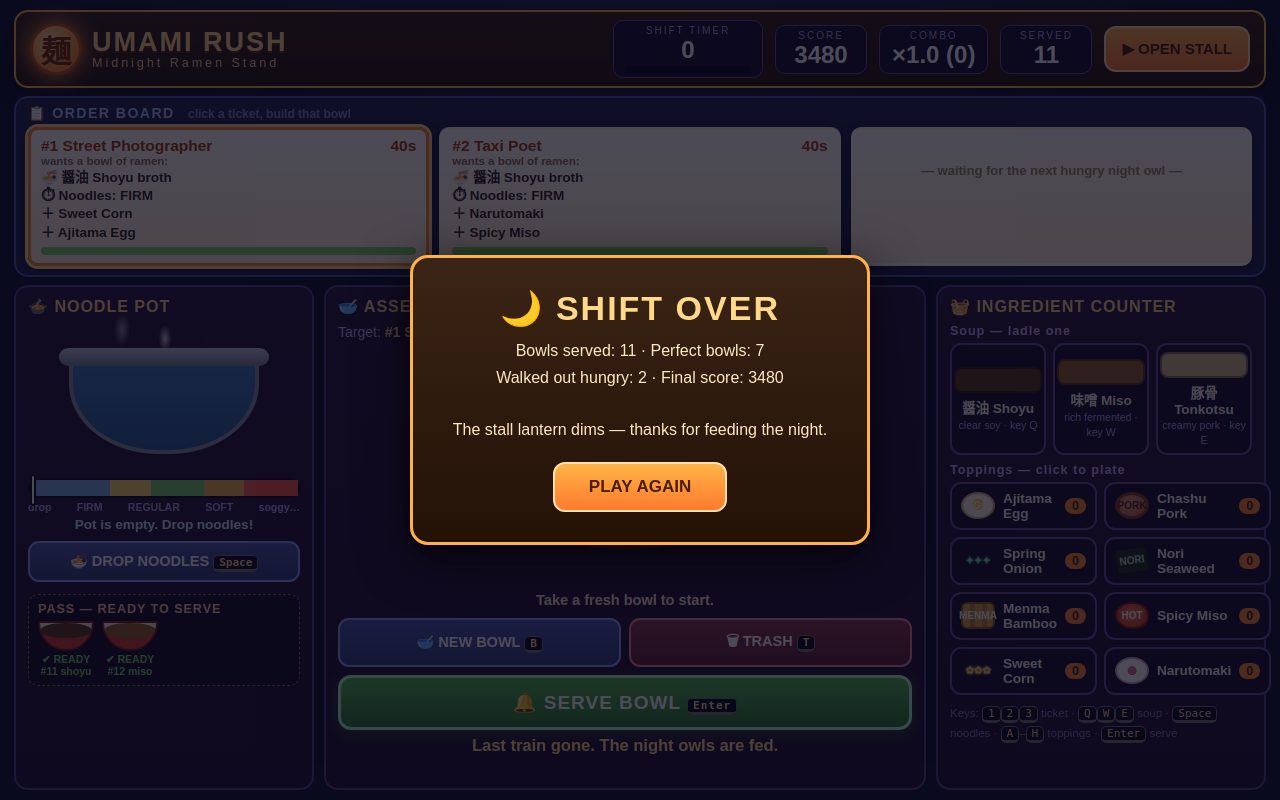 麺
UMAMI RUSH
Midnight Ramen Stand
SHIFT TIMER
0
SCORE
3480
COMBO
×1.0 (0)
SERVED
11
▶ OPEN STALL
📋 ORDER BOARD click a ticket, build that bowl
#1 Street Photographer 40s
wants a bowl of ramen:
🍜 醤油 Shoyu broth
⏱ Noodles: FIRM
＋ Sweet Corn
＋ Ajitama Egg
#2 Taxi Poet 40s
wants a bowl of ramen:
🍜 醤油 Shoyu broth
⏱ Noodles: FIRM
＋ Narutomaki
＋ Spicy Miso
— waiting for the next hungry night owl —
🌙 SHIFT OVER
Bowls served: 11 · Perfect bowls: 7
Walked out hungry: 2 · Final score: 3480
The stall lantern dims — thanks for feeding the night.
PLAY AGAIN
🍲 NOODLE POT
drop FIRM REGULAR SOFT soggy…
Pot is empty. Drop noodles!
🍜 DROP NOODLES Space
PASS — READY TO SERVE
✔ READY
#11 shoyu
✔ READY
#12 miso
🥣 ASSE
Target: #1 S
Take a fresh bowl to start.
🥣 NEW BOWL B
🗑 TRASH T
🔔 SERVE BOWL Enter
Last train gone. The night owls are fed.
🧺 INGREDIENT COUNTER
Soup — ladle one
醤油 Shoyu
clear soy · key Q
味噌 Miso
rich fermented ·
key W
豚骨
Tonkotsu
creamy pork · key
E
Toppings — click to plate
Ajitama
Egg
0
PORK
Chashu
Pork
0
Spring
Onion
0
NORI
Nori
Seaweed
0
MENMA
Menma
Bamboo
0
HOT
Spicy Miso
0
Sweet
Corn
0
Narutomaki
0
Keys: 1 2 3 ticket · Q W E soup · Space
noodles · A–H toppings · Enter serve